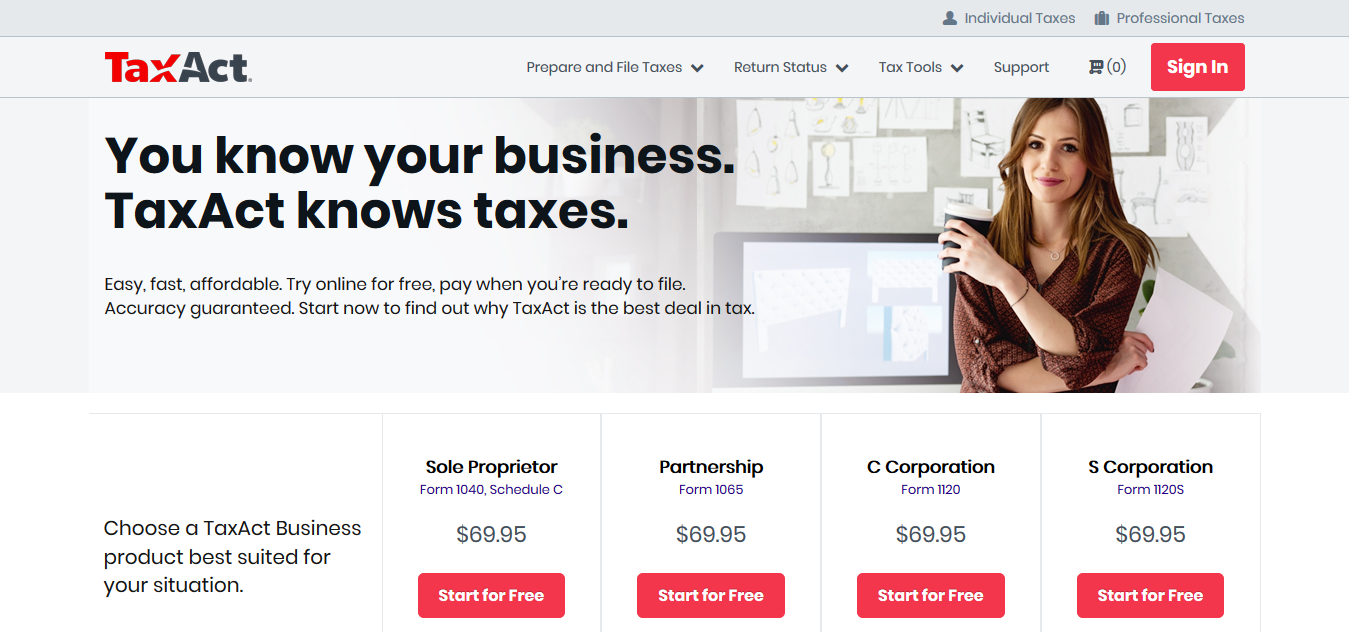 Individual Taxes Professional Taxes
TaxAct. Prepare and File Taxes Return Status Tax Tools Support (0) Sign In
You know your business.
TaxAct knows taxes.
Easy, fast, affordable. Try online for free, pay when you're ready to file.
Accuracy guaranteed. Start now to find out why TaxAct is the best deal in tax.
Choose a TaxAct Business
product best suited for
your situation.
Sole Proprietor
Form 1040, Schedule C
$69.95
Start for Free
Partnership
Form 1065
$69.95
Start for Free
C Corporation
Form 1120
$69.95
Start for Free
S Corporation
Form 1120S
$69.95
Start for Free